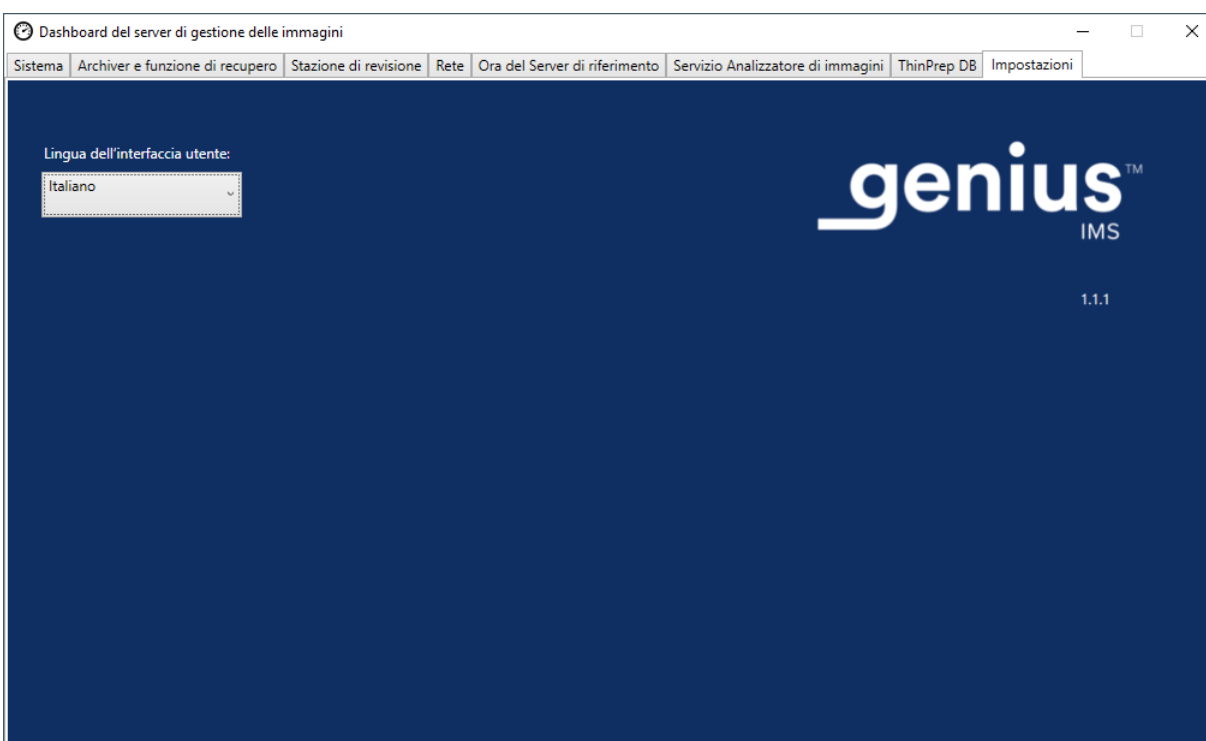 Dashboard del server di gestione delle immagini
Sistema Archiver e funzione di recupero Stazione di revisione Rete Ora del Server di riferimento Servizio Analizzatore di immagini ThinPrep DB Impostazioni
Lingua dell'interfaccia utente:
Italiano
genius™
IMS
1.1.1